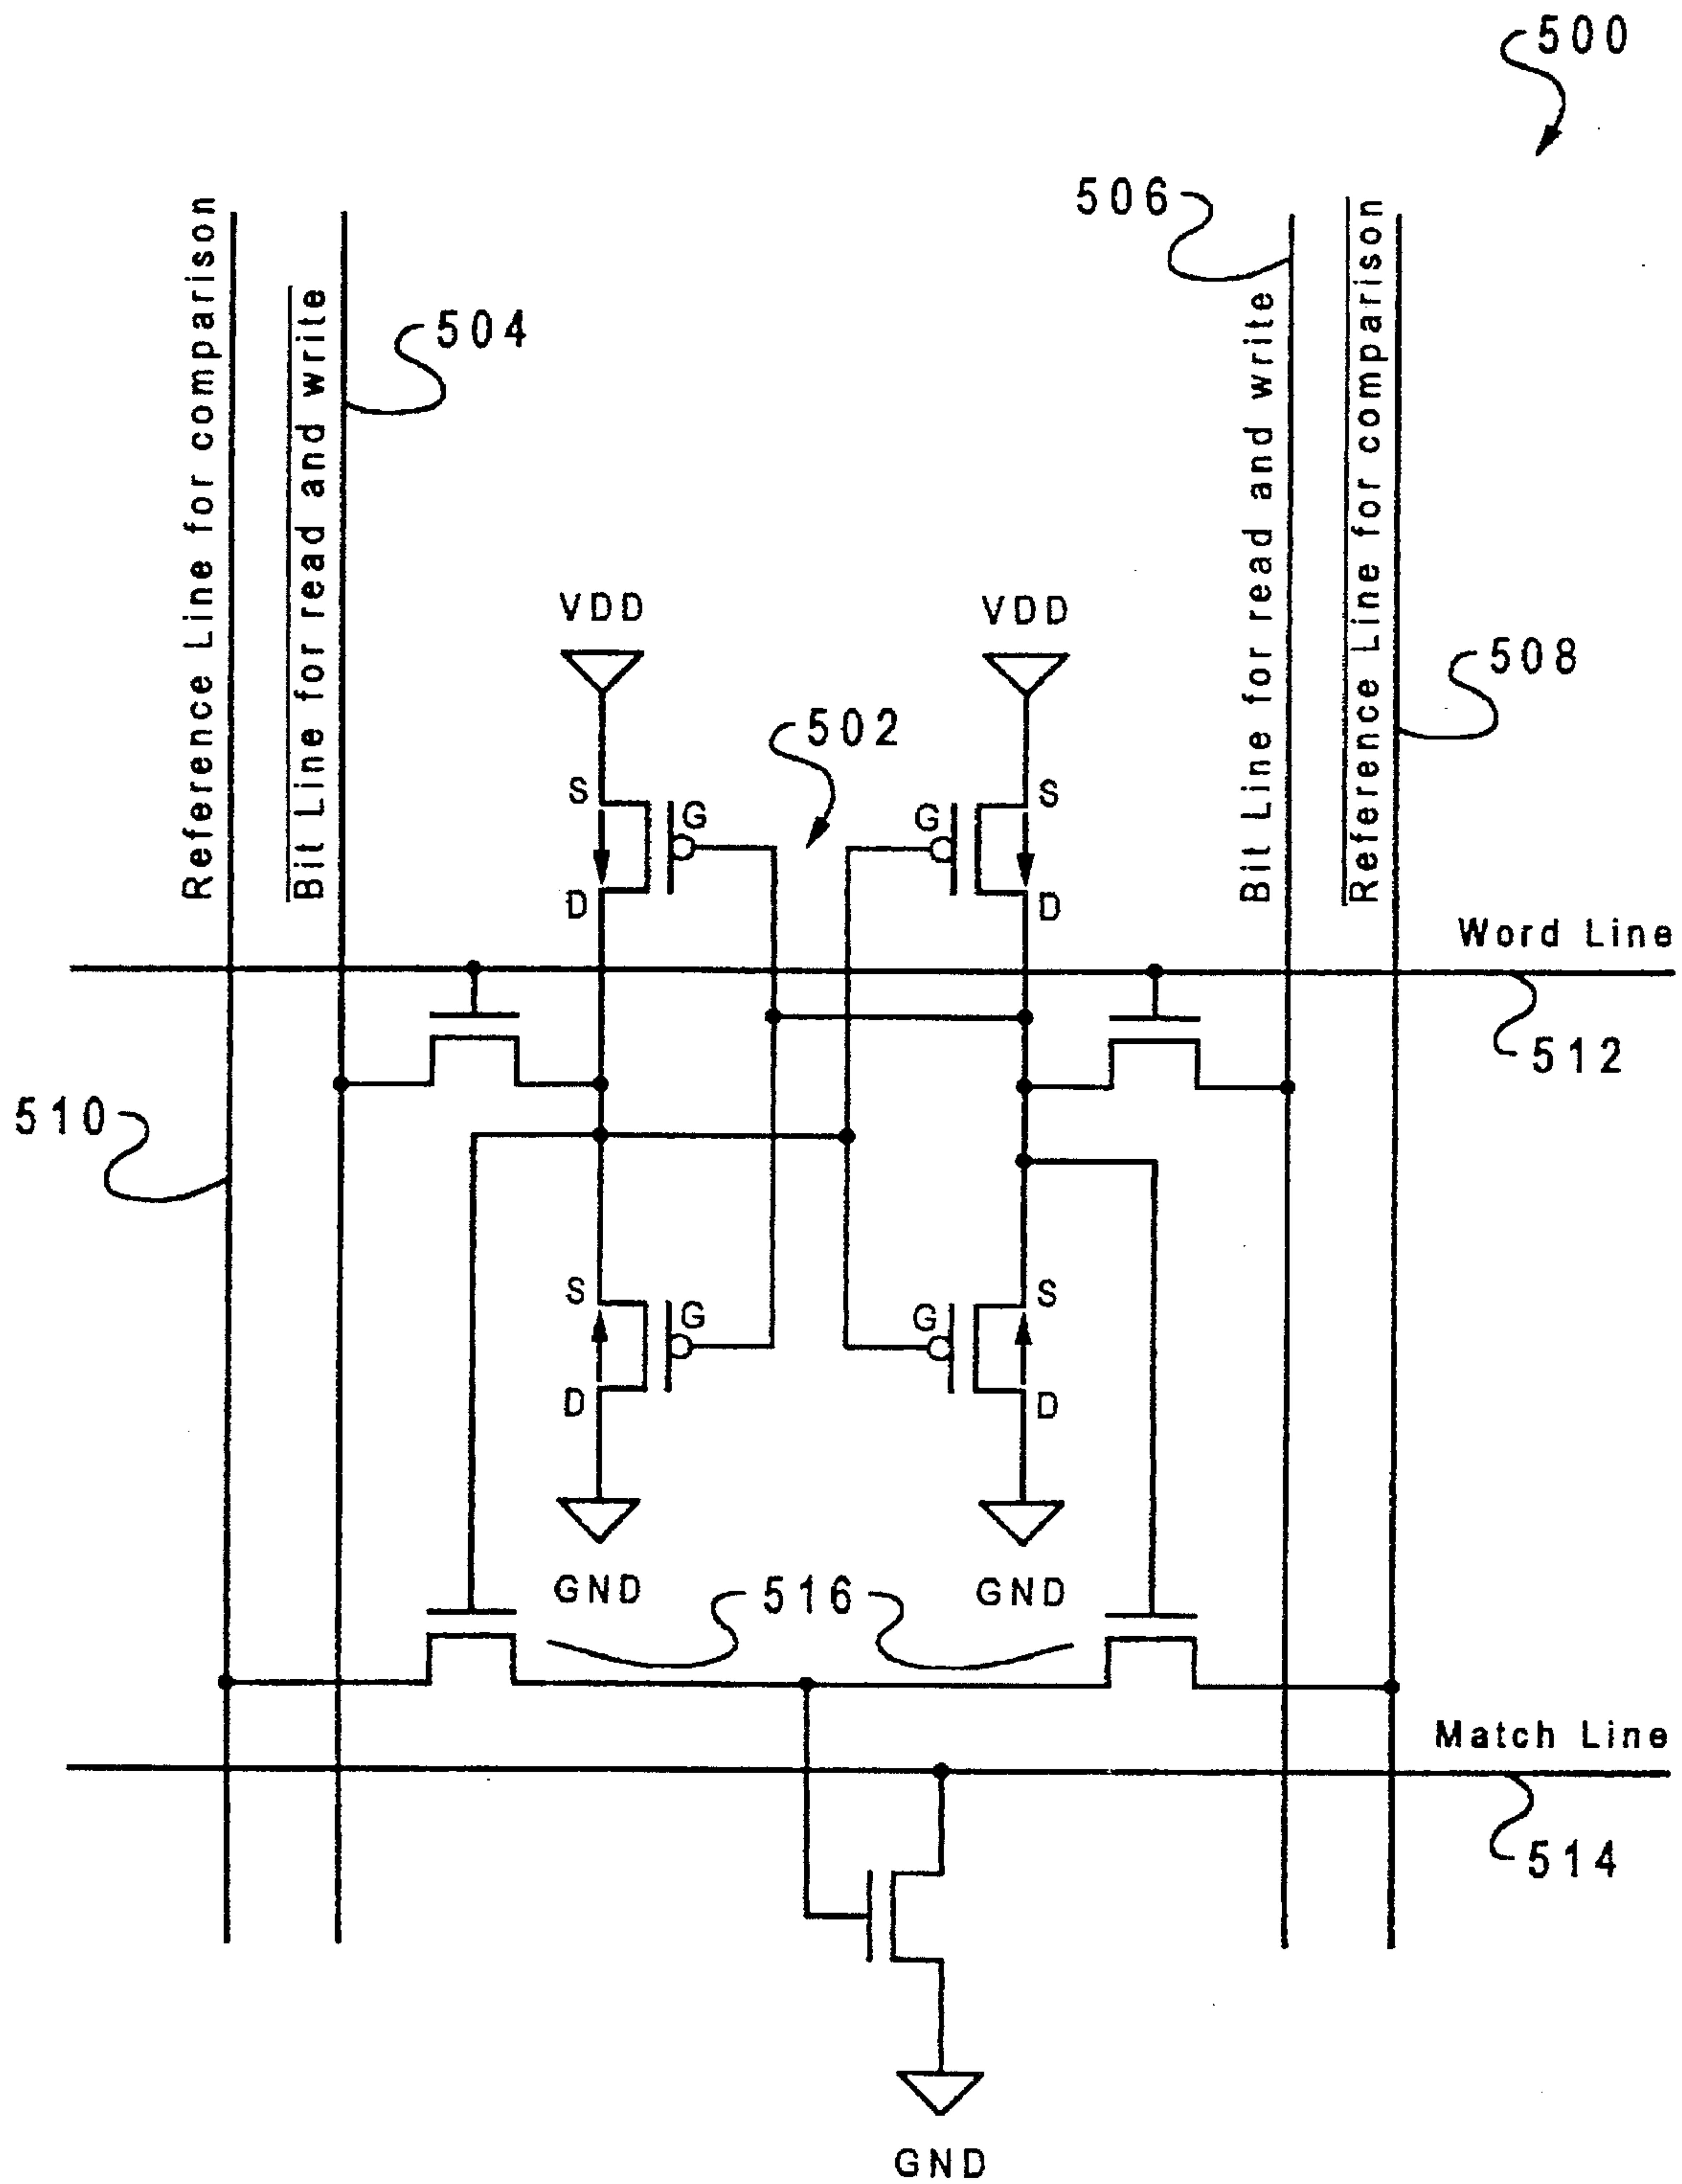 500
506
Reference Line for comparison
Bit Line for read and write
504
Bit Line for read and write
Reference Line for comparison
VDD
VDD
508
502
S
G
G
S
D
D
Word Line
512
510
S
G
G
S
D
D
GND
516
GND
Match Line
514
GND